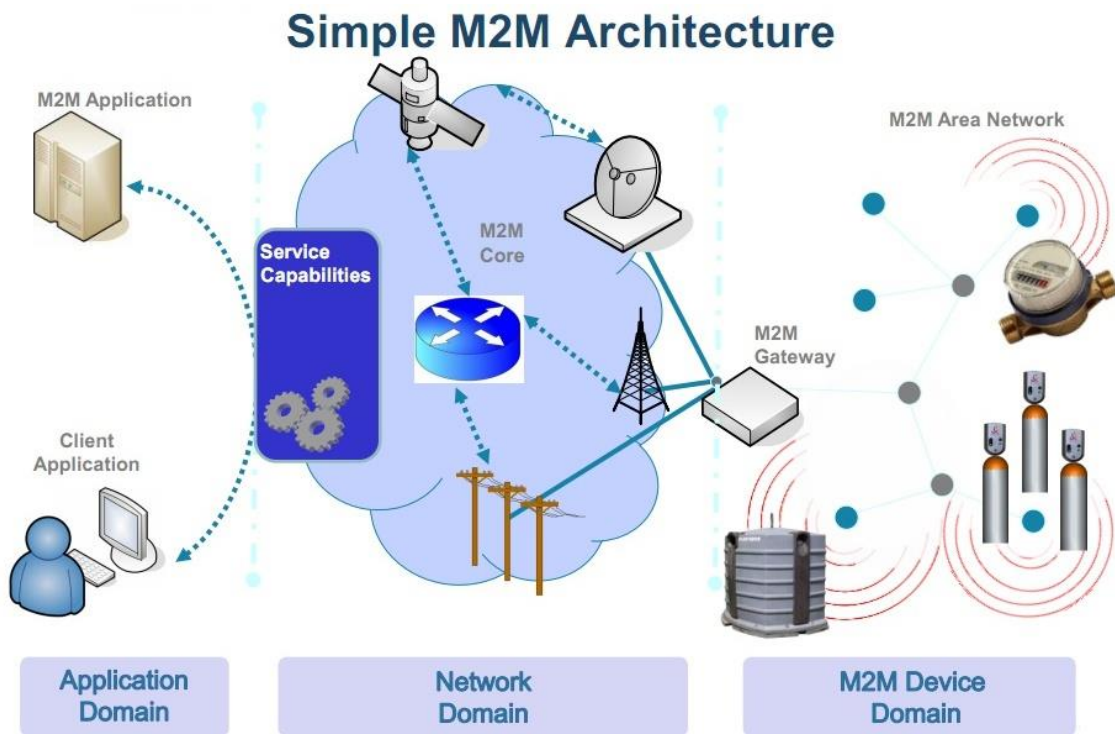 Simple M2M Architecture
M2M Application
Client
Application
Service
Capabilities
M2M
Core
M2M
Gateway
M2M Area Network
Application
Domain
Network
Domain
M2M Device
Domain